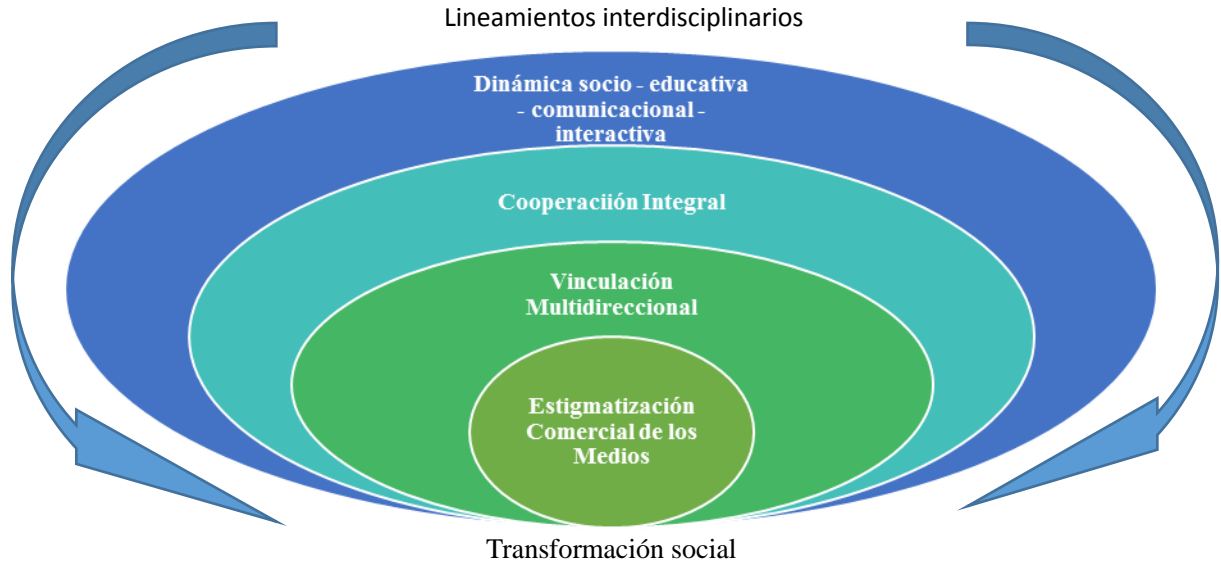 Lineamientos interdisciplinarios
Dinámica socio - educativa
- comunicacional -
interactiva
Cooperaciión Integral
Vinculación
Multidireccional
Estigmatización
Comercial de los
Medios
Transformación social